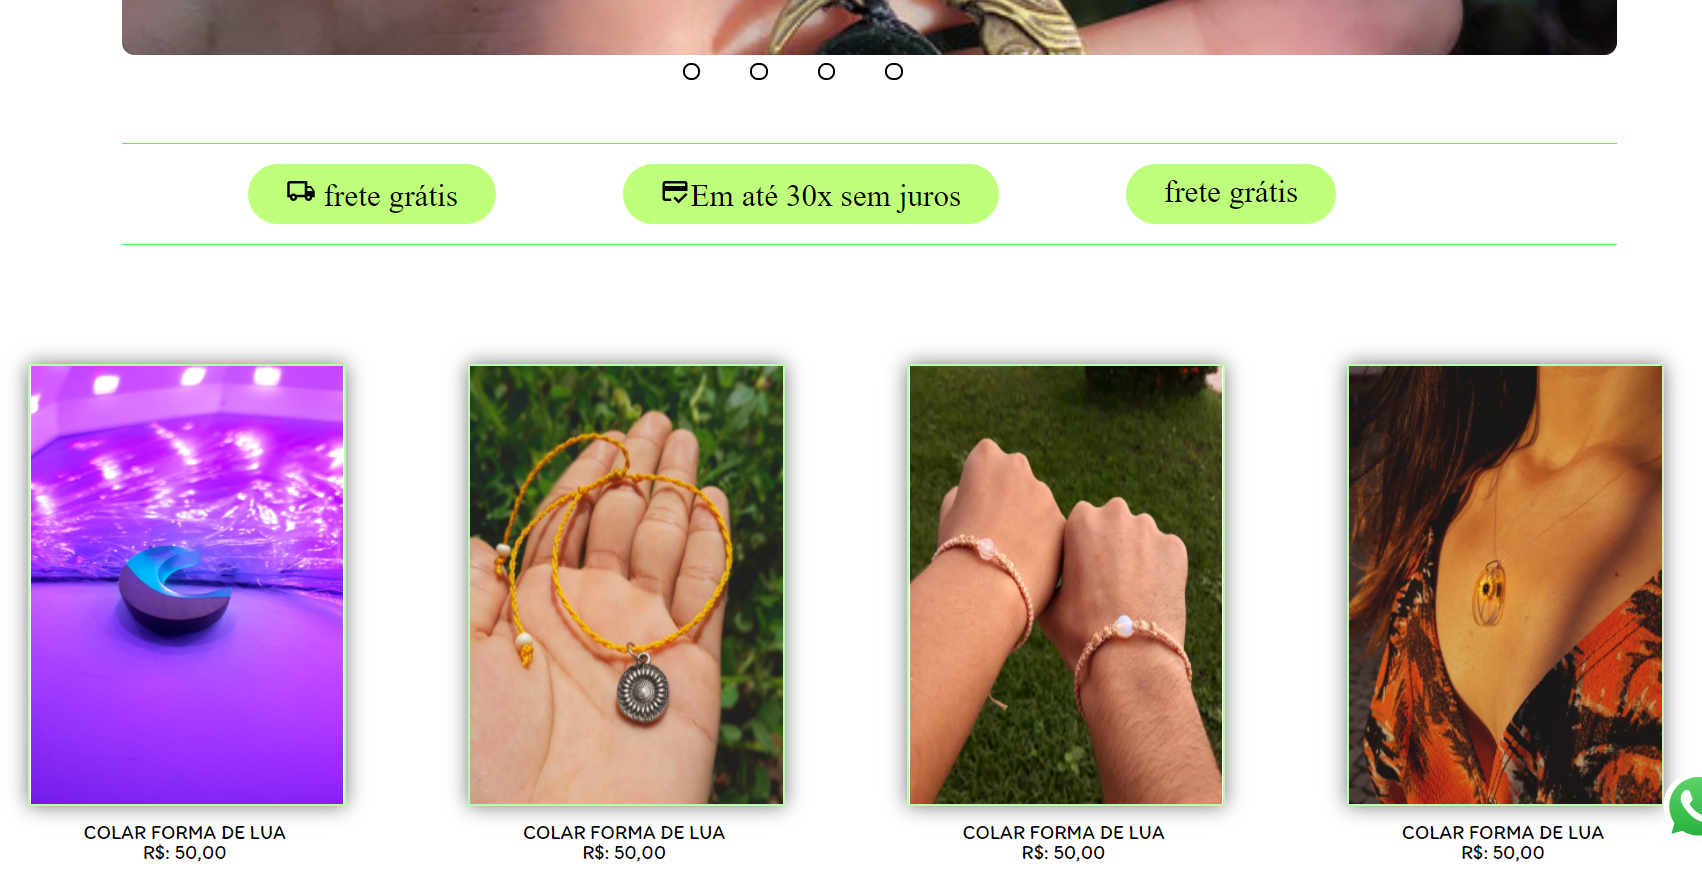 frete grátis
Em até 30x sem juros
frete grátis
COLAR FORMA DE LUA
R$: 50,00
COLAR FORMA DE LUA
R$: 50,00
COLAR FORMA DE LUA
R$: 50,00
COLAR FORMA DE LUA
R$: 50,00